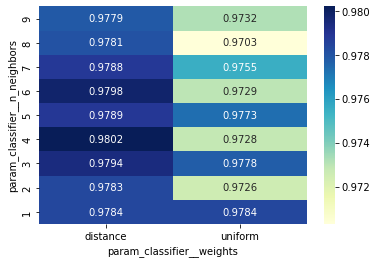 param_classifier__n_neighbors
9 0.9779 0.9732
8 0.9781 0.9703
7 0.9788 0.9755
6 0.9798 0.9729
5 0.9789 0.9773
4 0.9802 0.9728
3 0.9794 0.9778
2 0.9783 0.9726
1 0.9784 0.9784
distance uniform
param_classifier__weights
0.980
0.978
0.976
0.974
0.972